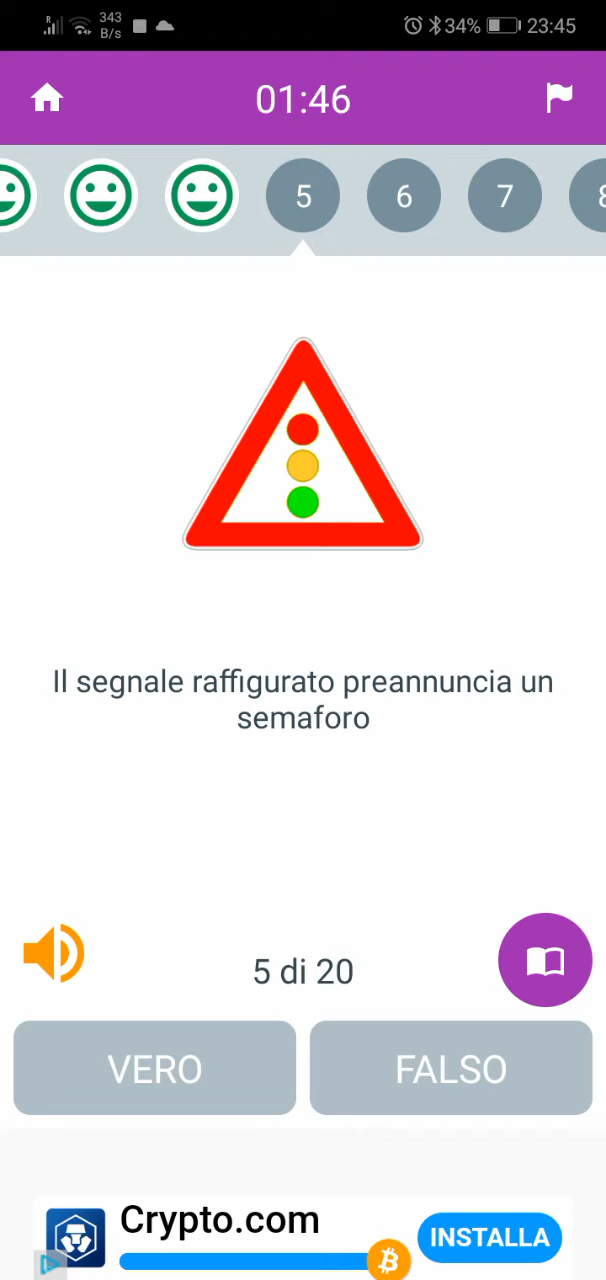 R 343 B/s 34% 23:45
01:46
5 6 7 8
Il segnale raffigurato preannuncia un
semaforo
5 di 20
VERO FALSO
Crypto.com
INSTALLA